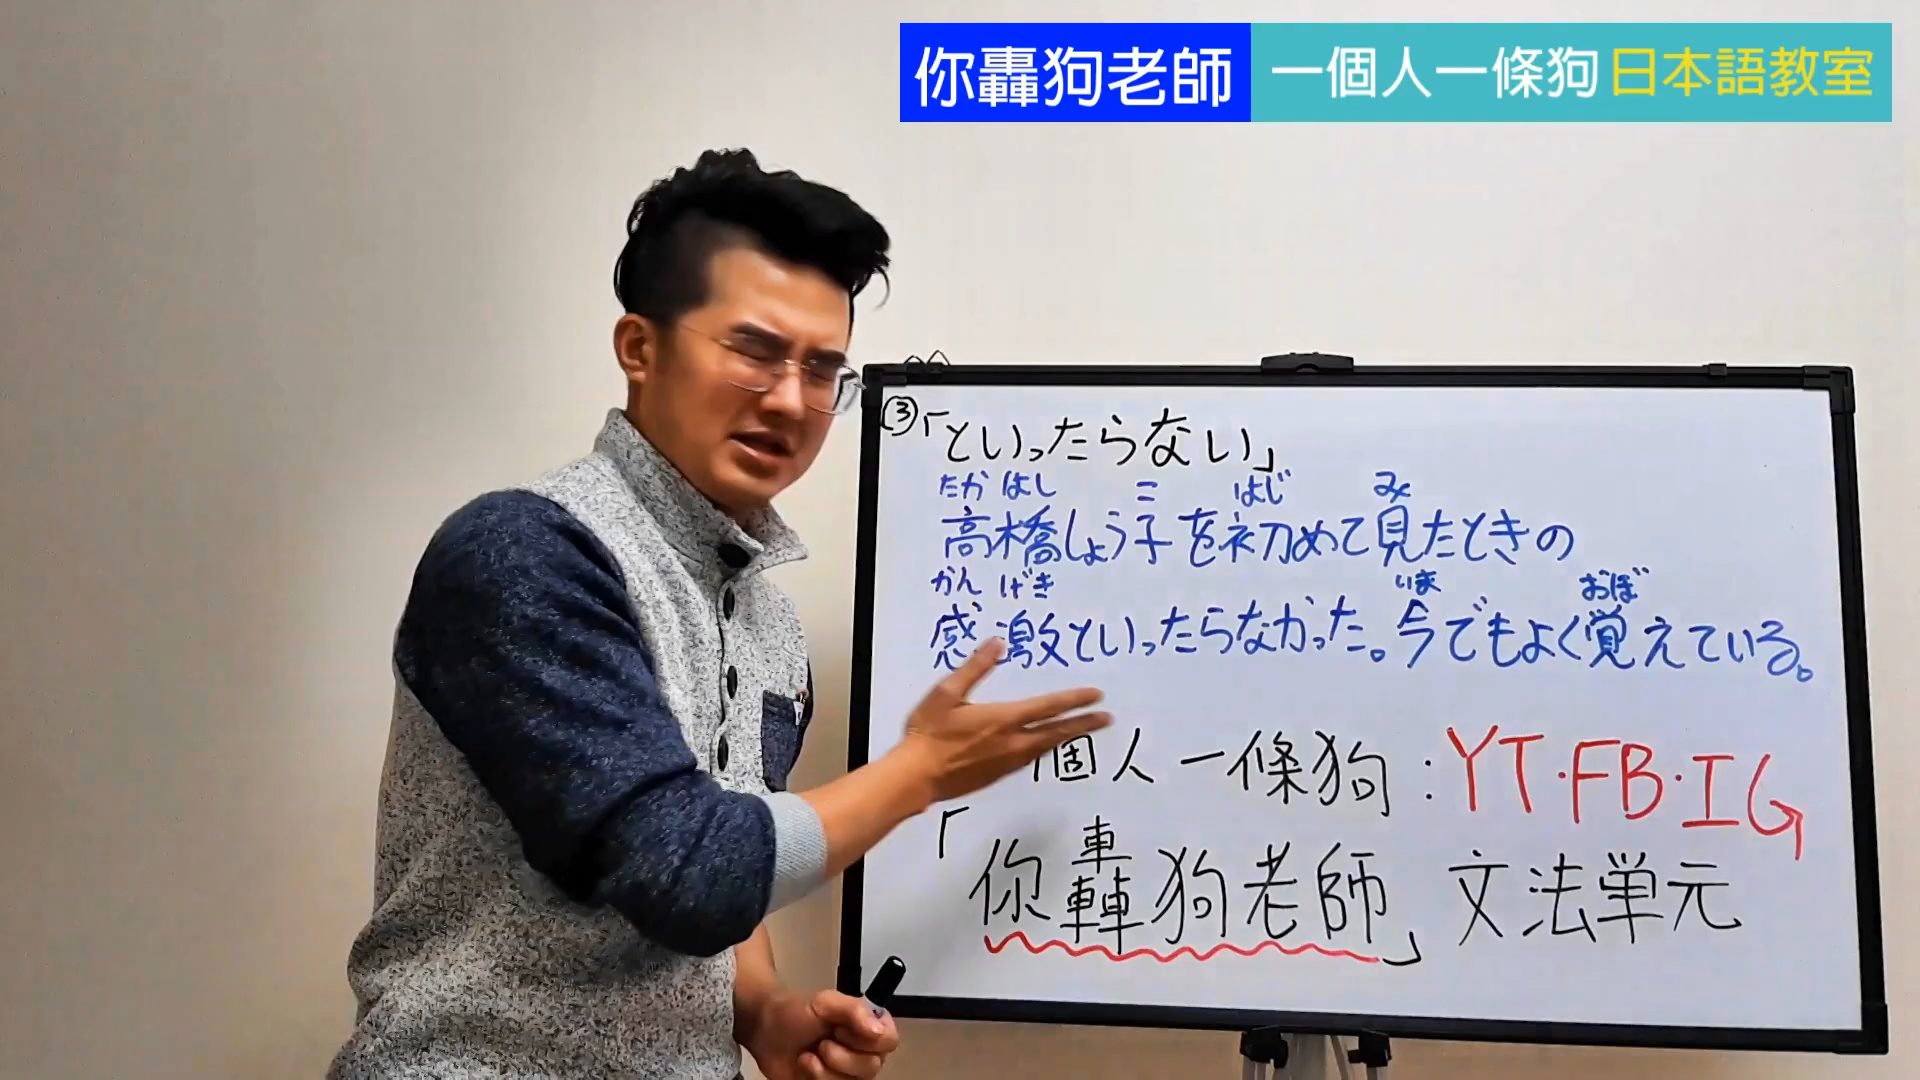 你轟狗老師 一個人一條狗 日本語教室
③「といったらない」
たか はし こ はじ み
高橋しょう子を初めて見たときの
かん げき いま おぼ
感激といったらなかった。今でもよく覚えている。
個人一條狗:YT·FB·IG
「你轟狗老師」文法単元